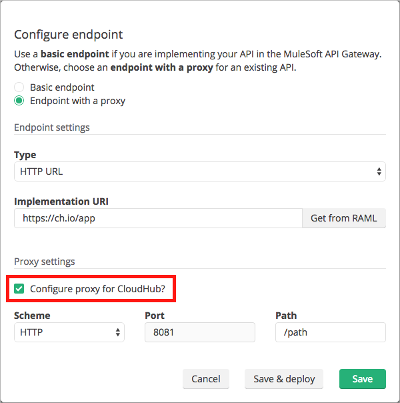 Configure endpoint
Use a basic endpoint if you are implementing your API in the MuleSoft API Gateway.
Otherwise, choose an endpoint with a proxy for an existing API.
Basic endpoint
Endpoint with a proxy
Endpoint settings
Type
HTTP URL
Implementation URI
https://ch.io/app Get from RAML
Proxy settings
Configure proxy for CloudHub?
Scheme Port Path
HTTP 8081 /path
Cancel Save & deploy Save